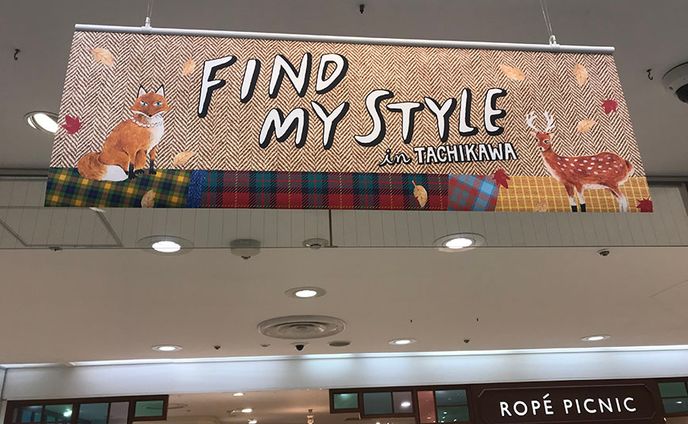 FIND
MY STYLE
in TACHIKAWA
ROPÉ PICNIC